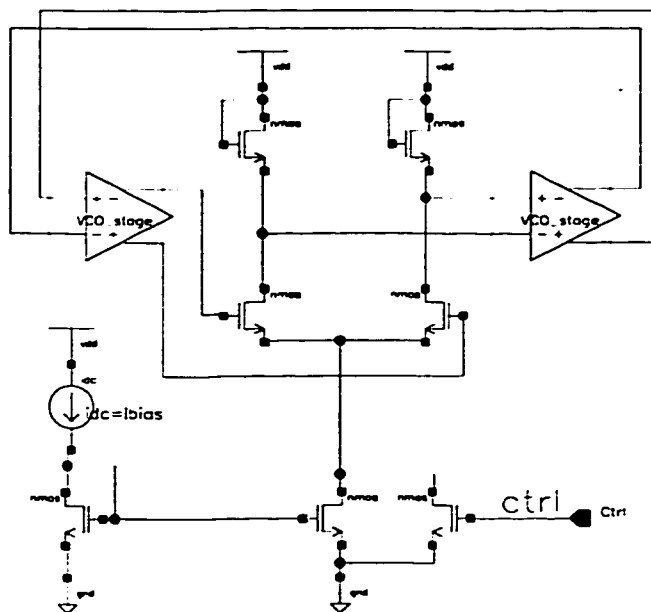 vdd
vdd
nmos
nmos
+ -
VCO_stage
- +
+ -
VCO_stage
- +
nmos
nmos
vdd
idc
idc=Ibias
nmos
nmos
nmos
ctrl
Ctrl
gnd
gnd